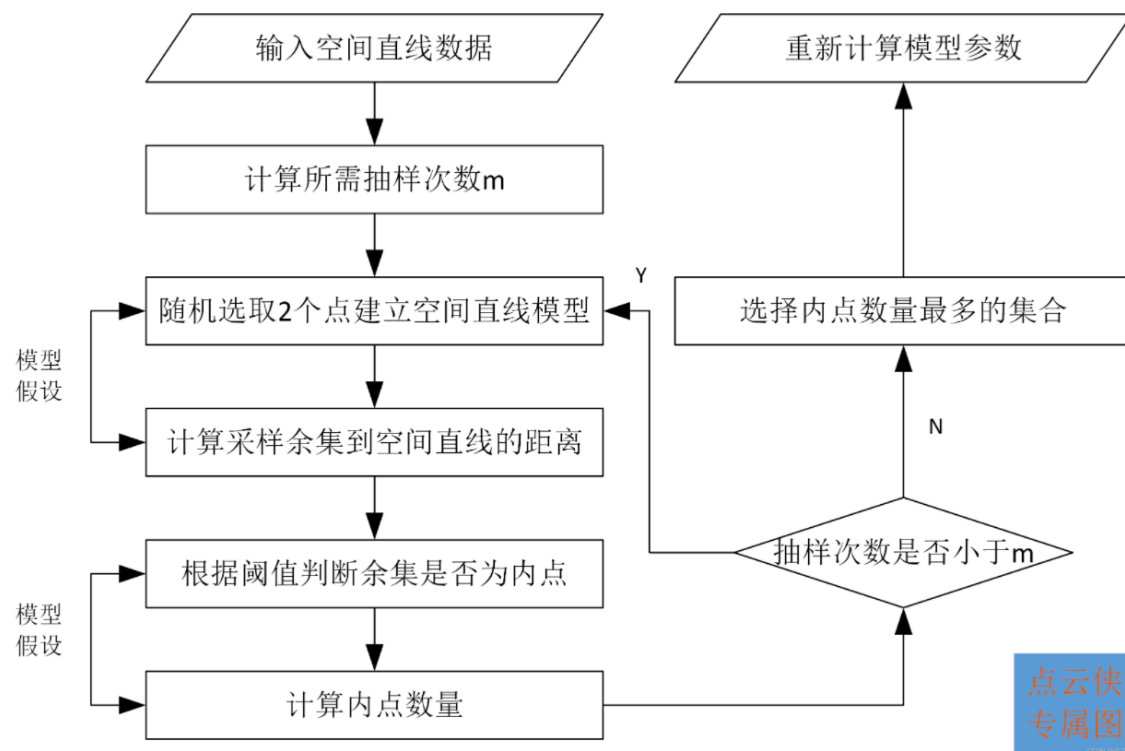 输入空间直线数据
计算所需抽样次数m
随机选取2个点建立空间直线模型
模型
假设
计算采样余集到空间直线的距离
根据阈值判断余集是否为内点
模型
假设
计算内点数量
抽样次数是否小于m
Y
N
选择内点数量最多的集合
重新计算模型参数
点云侠
专属图